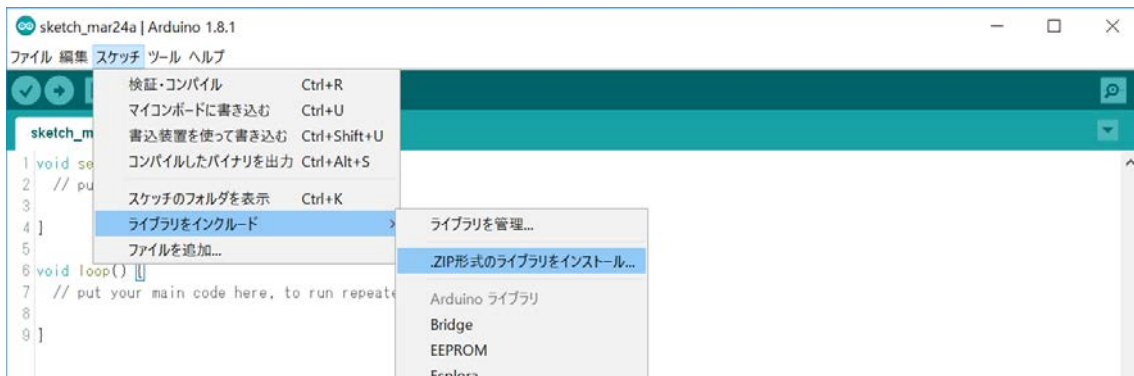 sketch_mar24a | Arduino 1.8.1
ファイル 編集 スケッチ ツール ヘルプ
検証・コンパイル Ctrl+R
マイコンボードに書き込む Ctrl+U
書込装置を使って書き込む Ctrl+Shift+U
コンパイルしたバイナリを出力 Ctrl+Alt+S
スケッチのフォルダを表示 Ctrl+K
ライブラリをインクルード
ファイルを追加...
ライブラリを管理...
.ZIP形式のライブラリをインストール...
Arduino ライブラリ
Bridge
EEPROM
Esplora
sketch_m
1 void se
2 // pu
3
4 }
5
6 void loop() {
7 // put your main code here, to run repeate
8
9 }